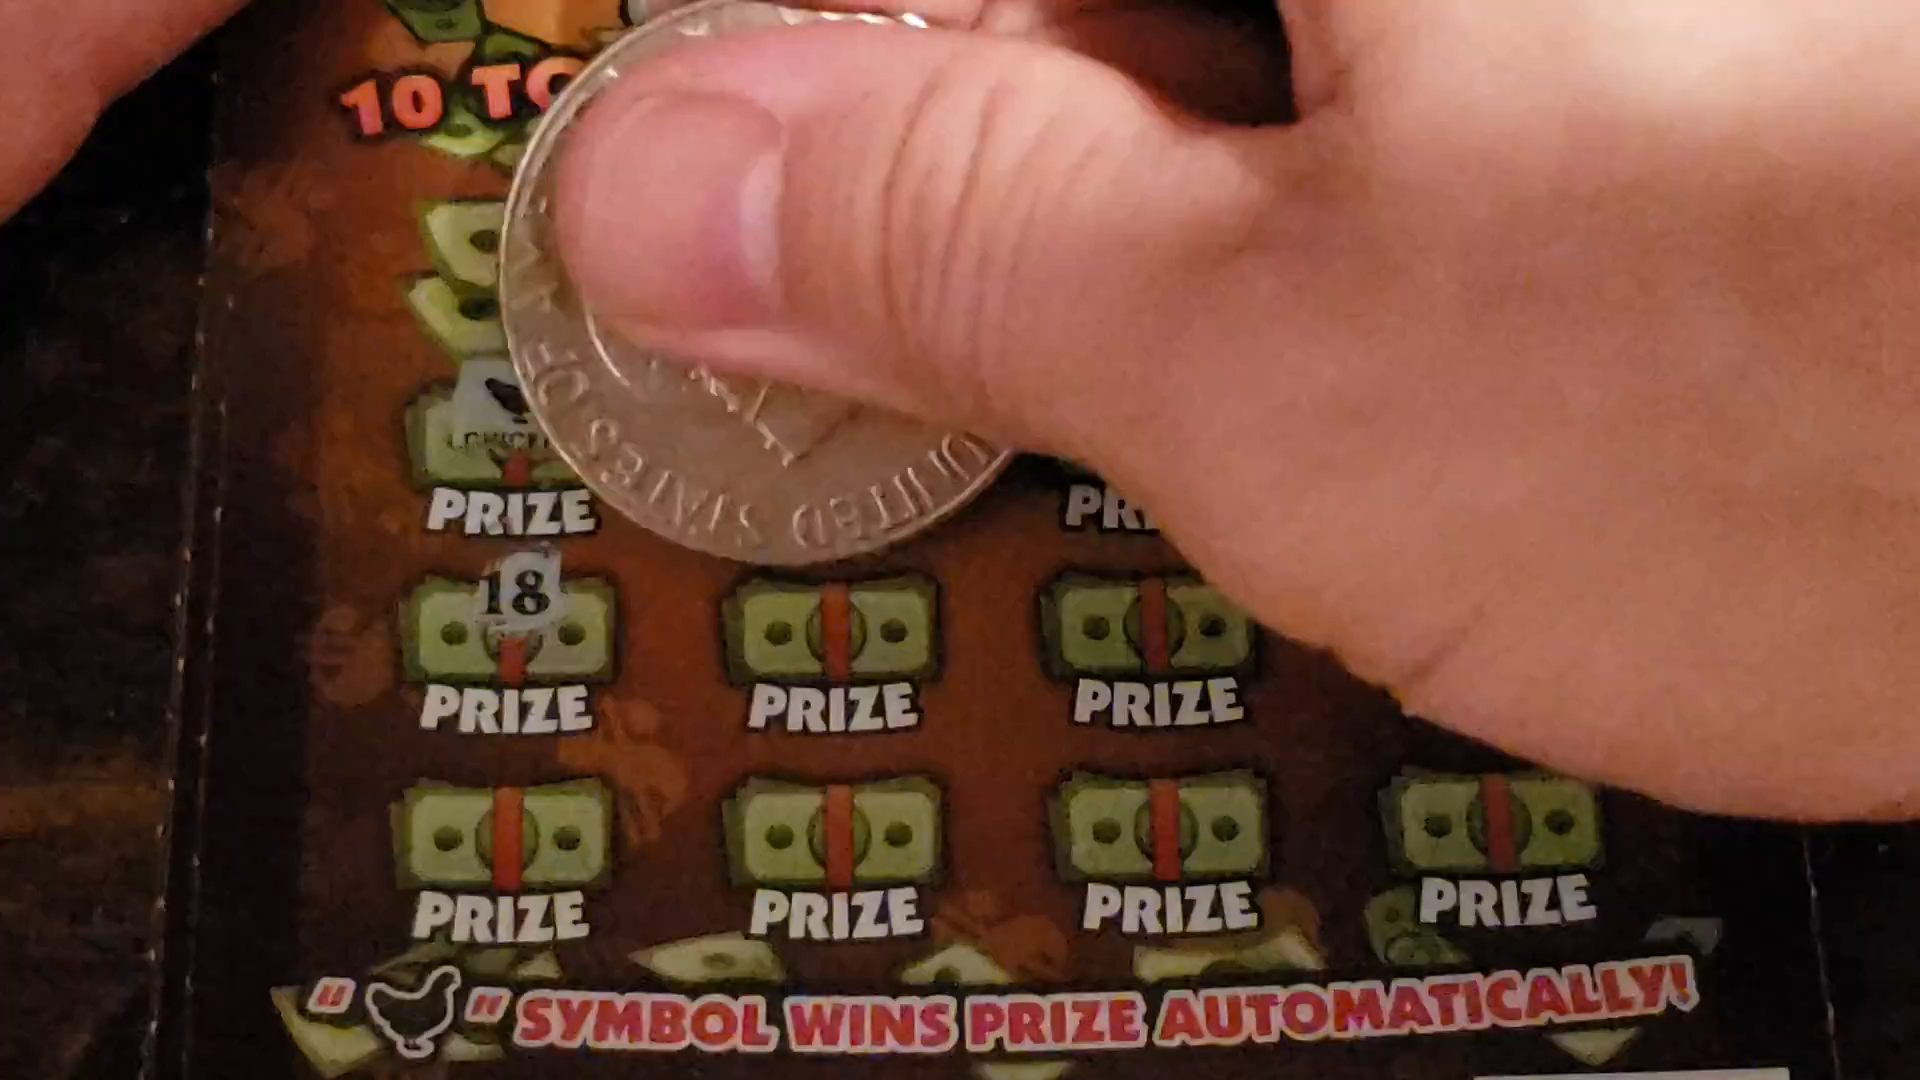 10 TO
UNITED STATES OF A
PRIZE PR
18
PRIZE PRIZE PRIZE
PRIZE PRIZE PRIZE PRIZE
" " SYMBOL WINS PRIZE AUTOMATICALLY!